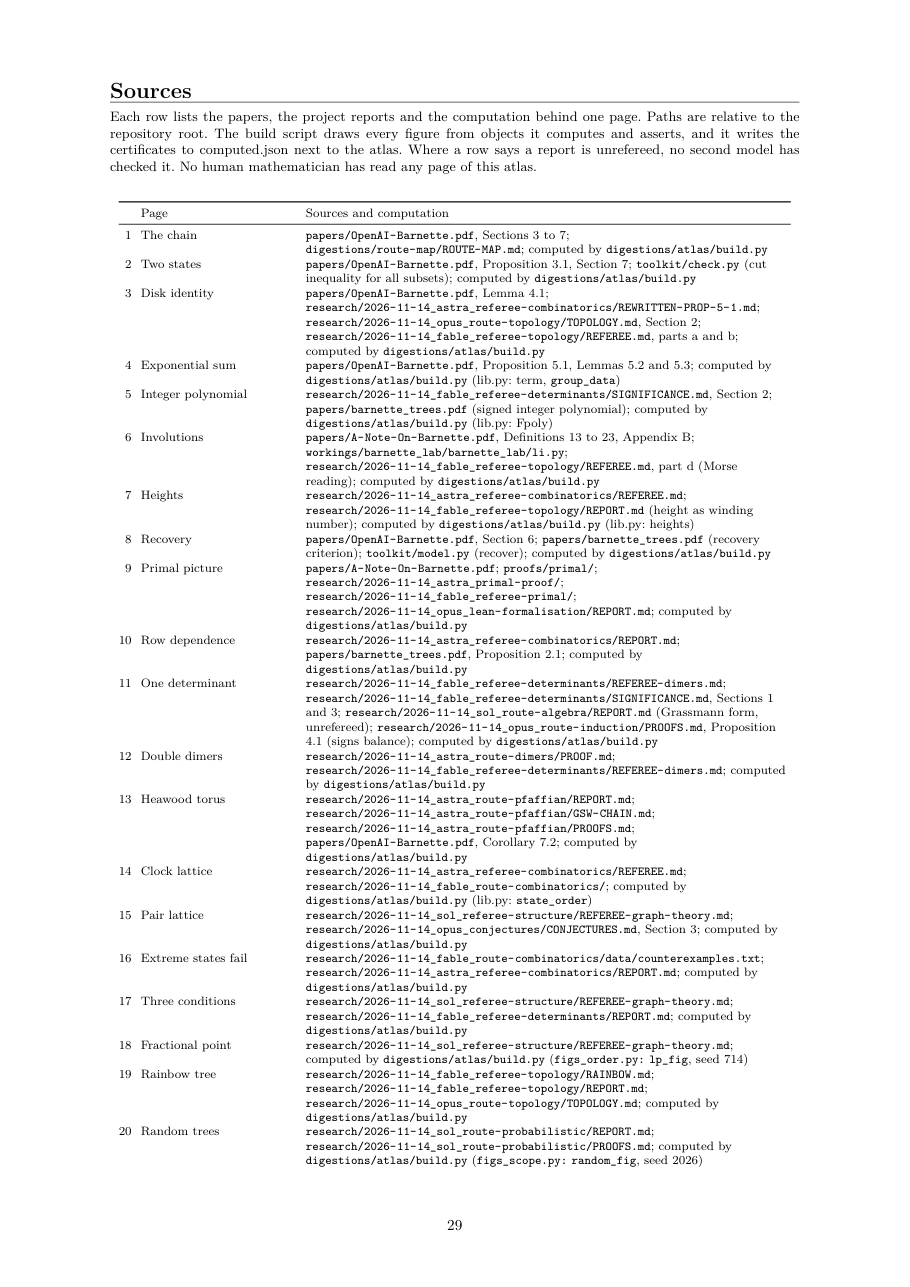 Sources
Each row lists the papers, the project reports and the computation behind one page. Paths are relative to the
repository root. The build script draws every figure from objects it computes and asserts, and it writes the
certificates to computed.json next to the atlas. Where a row says a report is unrefereed, no second model has
checked it. No human mathematician has read any page of this atlas.
Page Sources and computation
1 The chain papers/OpenAI-Barnette.pdf, Sections 3 to 7;
digestions/route-map/ROUTE-MAP.md; computed by digestions/atlas/build.py
2 Two states papers/OpenAI-Barnette.pdf, Proposition 3.1, Section 7; toolkit/check.py (cut
inequality for all subsets); computed by digestions/atlas/build.py
3 Disk identity papers/OpenAI-Barnette.pdf, Lemma 4.1;
research/2026-11-14_astra_referee-combinatorics/REWRITTEN-PROP-5-1.md;
research/2026-11-14_opus_route-topology/TOPOLOGY.md, Section 2;
research/2026-11-14_fable_referee-topology/REFEREE.md, parts a and b;
computed by digestions/atlas/build.py
4 Exponential sum papers/OpenAI-Barnette.pdf, Proposition 5.1, Lemmas 5.2 and 5.3; computed by
digestions/atlas/build.py (lib.py: term, group_data)
5 Integer polynomial research/2026-11-14_fable_referee-determinants/SIGNIFICANCE.md, Section 2;
papers/barnette_trees.pdf (signed integer polynomial); computed by
digestions/atlas/build.py (lib.py: Fpoly)
6 Involutions papers/A-Note-On-Barnette.pdf, Definitions 13 to 23, Appendix B;
workings/barnette_lab/barnette_lab/li.py;
research/2026-11-14_fable_referee-topology/REFEREE.md, part d (Morse
reading); computed by digestions/atlas/build.py
7 Heights research/2026-11-14_astra_referee-combinatorics/REFEREE.md;
research/2026-11-14_fable_referee-topology/REPORT.md (height as winding
number); computed by digestions/atlas/build.py (lib.py: heights)
8 Recovery papers/OpenAI-Barnette.pdf, Section 6; papers/barnette_trees.pdf (recovery
criterion); toolkit/model.py (recover); computed by digestions/atlas/build.py
9 Primal picture papers/A-Note-On-Barnette.pdf; proofs/primal/;
research/2026-11-14_astra_primal-proof/;
research/2026-11-14_fable_referee-primal/;
research/2026-11-14_opus_lean-formalisation/REPORT.md; computed by
digestions/atlas/build.py
10 Row dependence research/2026-11-14_astra_referee-combinatorics/REPORT.md;
papers/barnette_trees.pdf, Proposition 2.1; computed by
digestions/atlas/build.py
11 One determinant research/2026-11-14_fable_referee-determinants/REFEREE-dimers.md;
research/2026-11-14_fable_referee-determinants/SIGNIFICANCE.md, Sections 1
and 3; research/2026-11-14_sol_route-algebra/REPORT.md (Grassmann form,
unrefereed); research/2026-11-14_opus_route-induction/PROOFS.md, Proposition
4.1 (signs balance); computed by digestions/atlas/build.py
12 Double dimers research/2026-11-14_astra_route-dimers/PROOF.md;
research/2026-11-14_fable_referee-determinants/REFEREE-dimers.md; computed
by digestions/atlas/build.py
13 Heawood torus research/2026-11-14_astra_route-pfaffian/REPORT.md;
research/2026-11-14_astra_route-pfaffian/GSW-CHAIN.md;
research/2026-11-14_astra_route-pfaffian/PROOFS.md;
papers/OpenAI-Barnette.pdf, Corollary 7.2; computed by
digestions/atlas/build.py
14 Clock lattice research/2026-11-14_astra_referee-combinatorics/REFEREE.md;
research/2026-11-14_fable_route-combinatorics/; computed by
digestions/atlas/build.py (lib.py: state_order)
15 Pair lattice research/2026-11-14_sol_referee-structure/REFEREE-graph-theory.md;
research/2026-11-14_opus_conjectures/CONJECTURES.md, Section 3; computed by
digestions/atlas/build.py
16 Extreme states fail research/2026-11-14_fable_route-combinatorics/data/counterexamples.txt;
research/2026-11-14_astra_referee-combinatorics/REPORT.md; computed by
digestions/atlas/build.py
17 Three conditions research/2026-11-14_sol_referee-structure/REFEREE-graph-theory.md;
research/2026-11-14_fable_referee-determinants/REPORT.md; computed by
digestions/atlas/build.py
18 Fractional point research/2026-11-14_sol_referee-structure/REFEREE-graph-theory.md;
computed by digestions/atlas/build.py (figs_order.py: lp_fig, seed 714)
19 Rainbow tree research/2026-11-14_fable_referee-topology/RAINBOW.md;
research/2026-11-14_fable_referee-topology/REPORT.md;
research/2026-11-14_opus_route-topology/TOPOLOGY.md; computed by
digestions/atlas/build.py
20 Random trees research/2026-11-14_sol_route-probabilistic/REPORT.md;
research/2026-11-14_sol_route-probabilistic/PROOFS.md; computed by
digestions/atlas/build.py (figs_scope.py: random_fig, seed 2026)
29